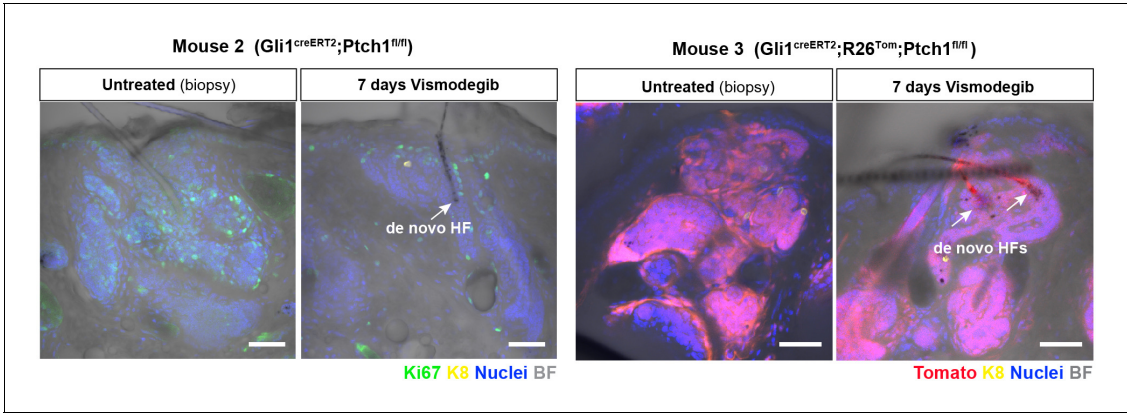 Mouse 2 (Gli1creERT2;Ptch1fl/fl)
Untreated (biopsy)
7 days Vismodegib
de novo HF
Ki67 K8 Nuclei BF
Mouse 3 (Gli1creERT2;R26Tom;Ptch1fl/fl)
Untreated (biopsy)
7 days Vismodegib
de novo HFs
Tomato K8 Nuclei BF